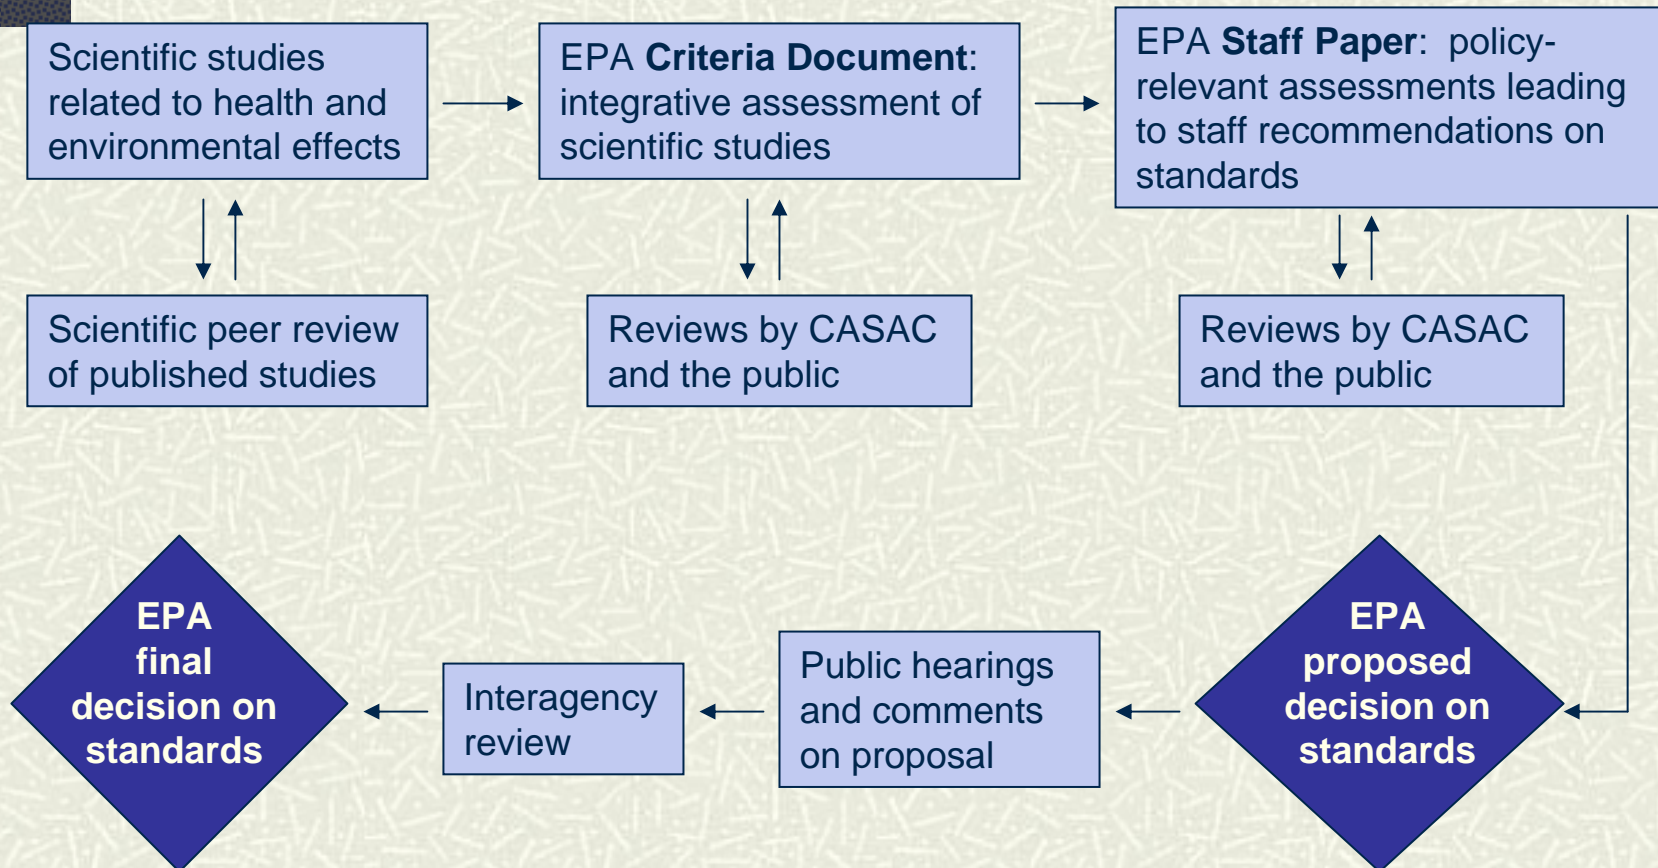 Scientific studies
related to health and
environmental effects
EPA Criteria Document:
integrative assessment of
scientific studies
EPA Staff Paper: policy-
relevant assessments leading
to staff recommendations on
standards
Scientific peer review
of published studies
Reviews by CASAC
and the public
Reviews by CASAC
and the public
EPA
final
decision on
standards
Interagency
review
Public hearings
and comments
on proposal
EPA
proposed
decision on
standards